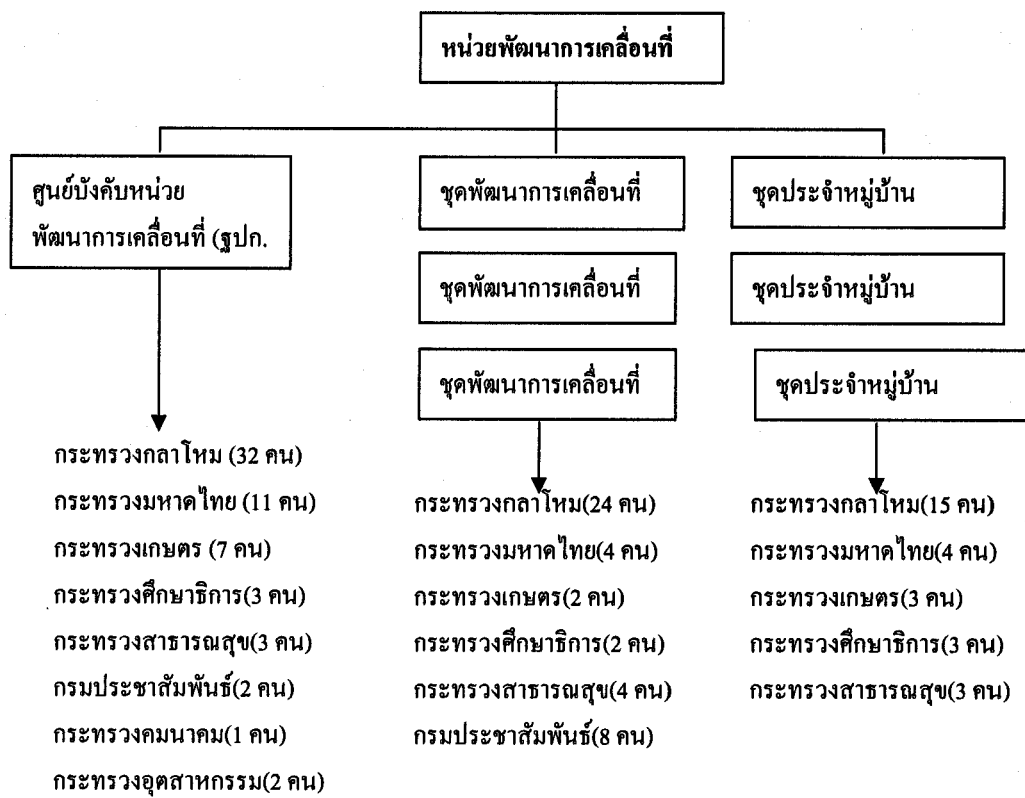 หน่วยพัฒนาการเคลื่อนที่
ศูนย์บังคับหน่วย
พัฒนาการเคลื่อนที่ (ฐปก.
ชุดพัฒนาการเคลื่อนที่
ชุดพัฒนาการเคลื่อนที่
ชุดพัฒนาการเคลื่อนที่
ชุดประจำหมู่บ้าน
ชุดประจำหมู่บ้าน
ชุดประจำหมู่บ้าน
กระทรวงกลาโหม (32 คน)
กระทรวงมหาดไทย (11 คน)
กระทรวงเกษตร (7 คน)
กระทรวงศึกษาธิการ(3 คน)
กระทรวงสาธารณสุข(3 คน)
กรมประชาสัมพันธ์(2 คน)
กระทรวงคมนาคม(1 คน)
กระทรวงอุตสาหกรรม(2 คน)
กระทรวงกลาโหม(24 คน)
กระทรวงมหาดไทย(4 คน)
กระทรวงเกษตร(2 คน)
กระทรวงศึกษาธิการ(2 คน)
กระทรวงสาธารณสุข(4 คน)
กรมประชาสัมพันธ์(8 คน)
กระทรวงกลาโหม(15 คน)
กระทรวงมหาดไทย(4 คน)
กระทรวงเกษตร(3 คน)
กระทรวงศึกษาธิการ(3 คน)
กระทรวงสาธารณสุข(3 คน)